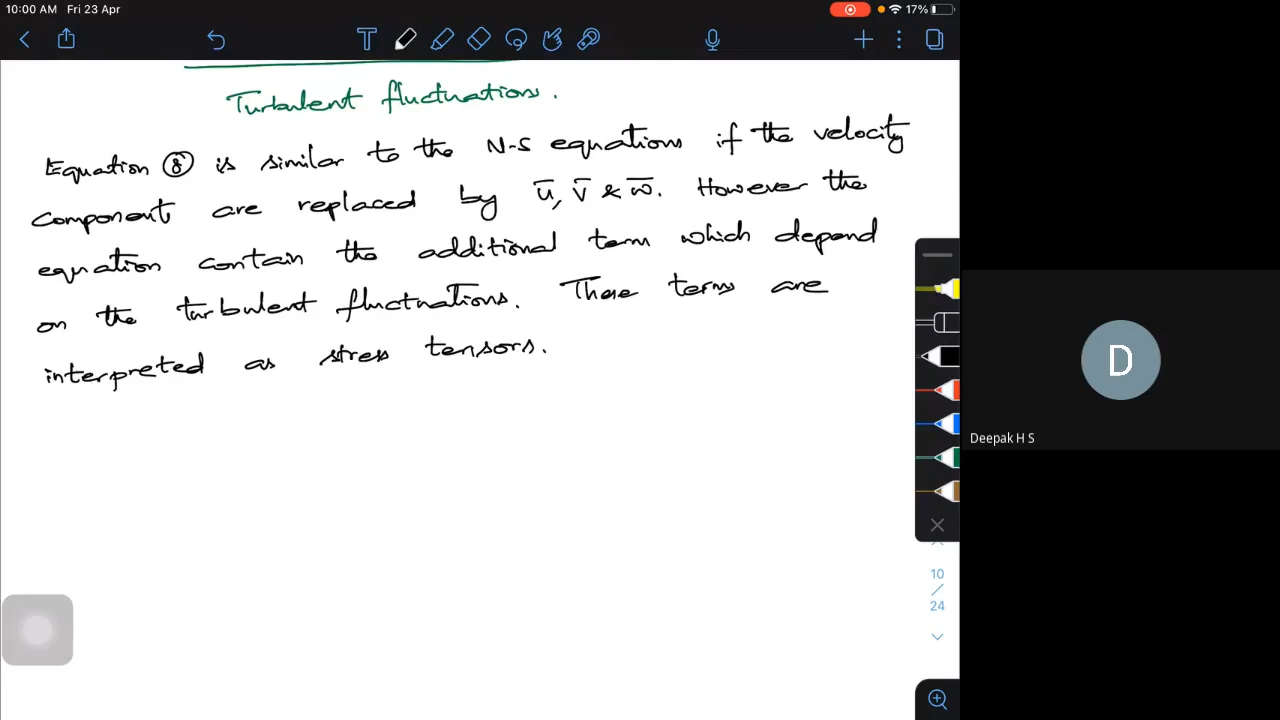 10:00 AM Fri 23 Apr
17%
Turbulent fluctuations.
Equation ⑧ is similar to the N-S equations if the velocity
component are replaced by u̅, v̅ & w̅. However the
equation contain the additional term which depend
on the turbulent fluctuations. These terms are
interpreted as stress tensors.
10
/
24
D
Deepak H S